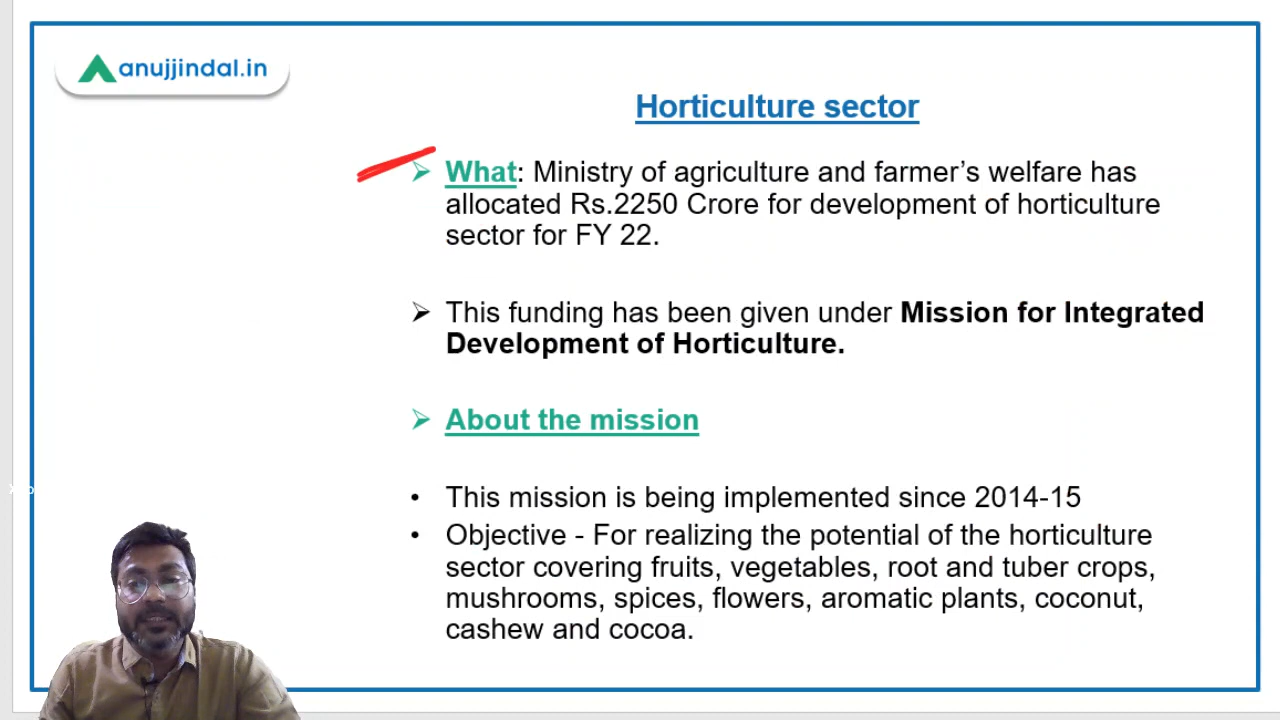 anujjindal.in
Horticulture sector
What: Ministry of agriculture and farmer’s welfare has
allocated Rs.2250 Crore for development of horticulture
sector for FY 22.
This funding has been given under Mission for Integrated
Development of Horticulture.
About the mission
This mission is being implemented since 2014-15
Objective - For realizing the potential of the horticulture
sector covering fruits, vegetables, root and tuber crops,
mushrooms, spices, flowers, aromatic plants, coconut,
cashew and cocoa.